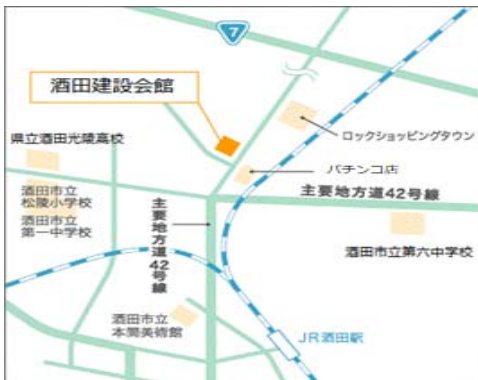 7
酒田建設会館
ロックショッピングタウン
県立酒田光陵高校
パチンコ店
主要地方道42号線
酒田市立
松陵小学校
酒田市立
第一中学校
主要地方道42号線
酒田市立第六中学校
酒田市立
本間美術館
JR酒田駅